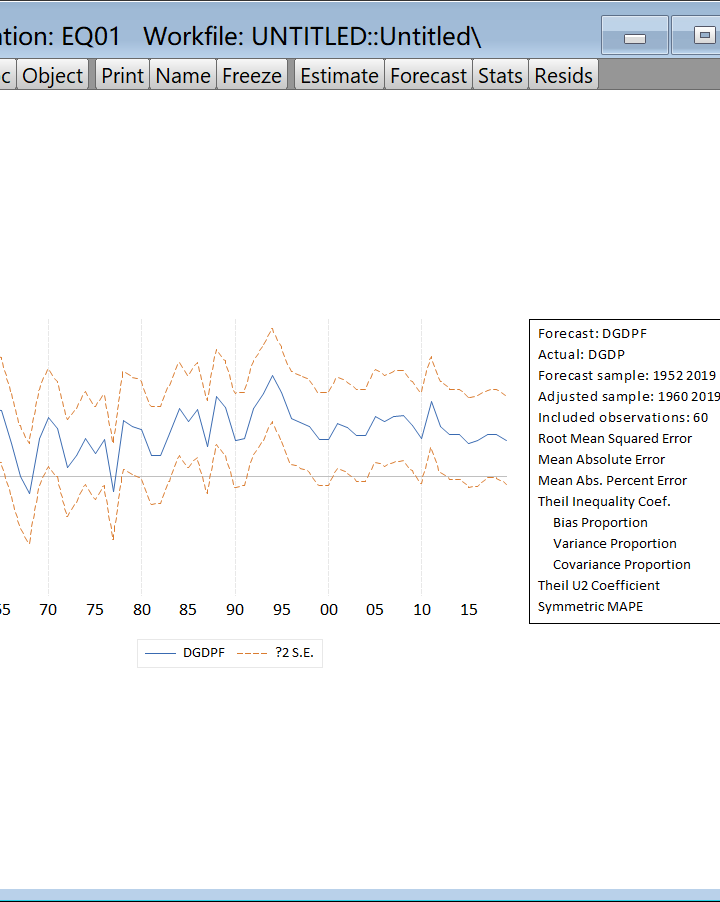 tion: EQ01 Workfile: UNTITLED::Untitled\
c Object Print Name Freeze Estimate Forecast Stats Resids
Forecast: DGDPF
Actual: DGDP
Forecast sample: 1952 2019
Adjusted sample: 1960 2019
Included observations: 60
Root Mean Squared Error
Mean Absolute Error
Mean Abs. Percent Error
Theil Inequality Coef.
Bias Proportion
Variance Proportion
Covariance Proportion
Theil U2 Coefficient
Symmetric MAPE
65 70 75 80 85 90 95 00 05 10 15
DGDPF ?2 S.E.